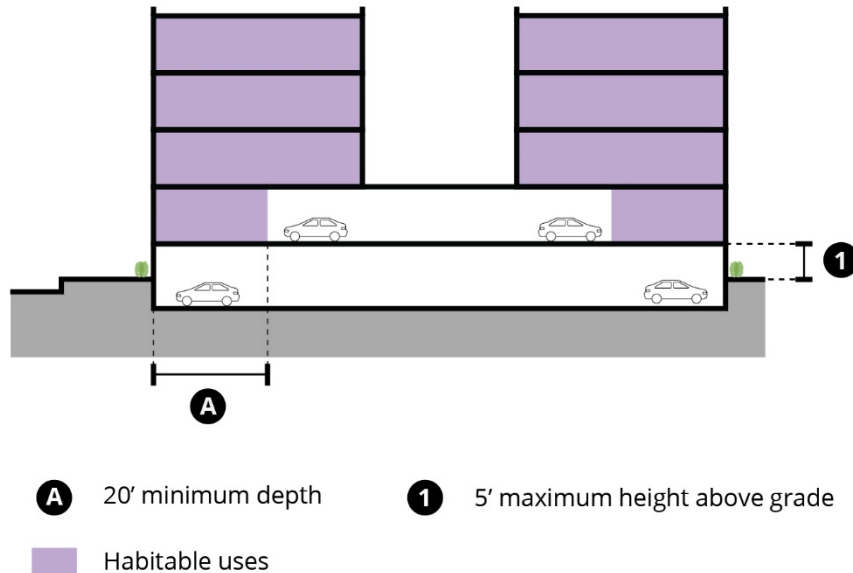 1
A
A 20’ minimum depth
1 5’ maximum height above grade
Habitable uses